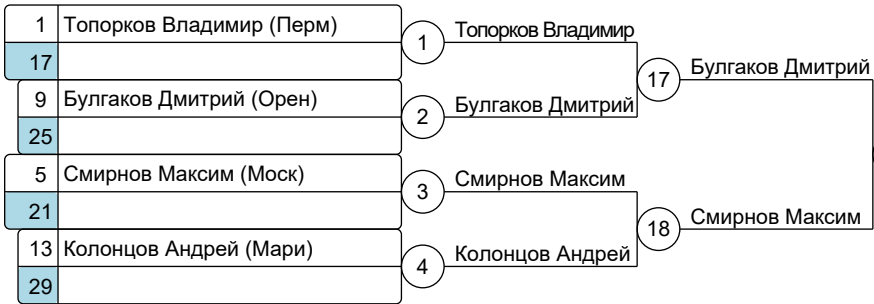 1 Топорков Владимир (Перм)
17
9 Булгаков Дмитрий (Орен)
25
5 Смирнов Максим (Моск)
21
13 Колонцов Андрей (Мари)
29
1 Топорков Владимир
2 Булгаков Дмитрий
3 Смирнов Максим
4 Колонцов Андрей
17 Булгаков Дмитрий
18 Смирнов Максим